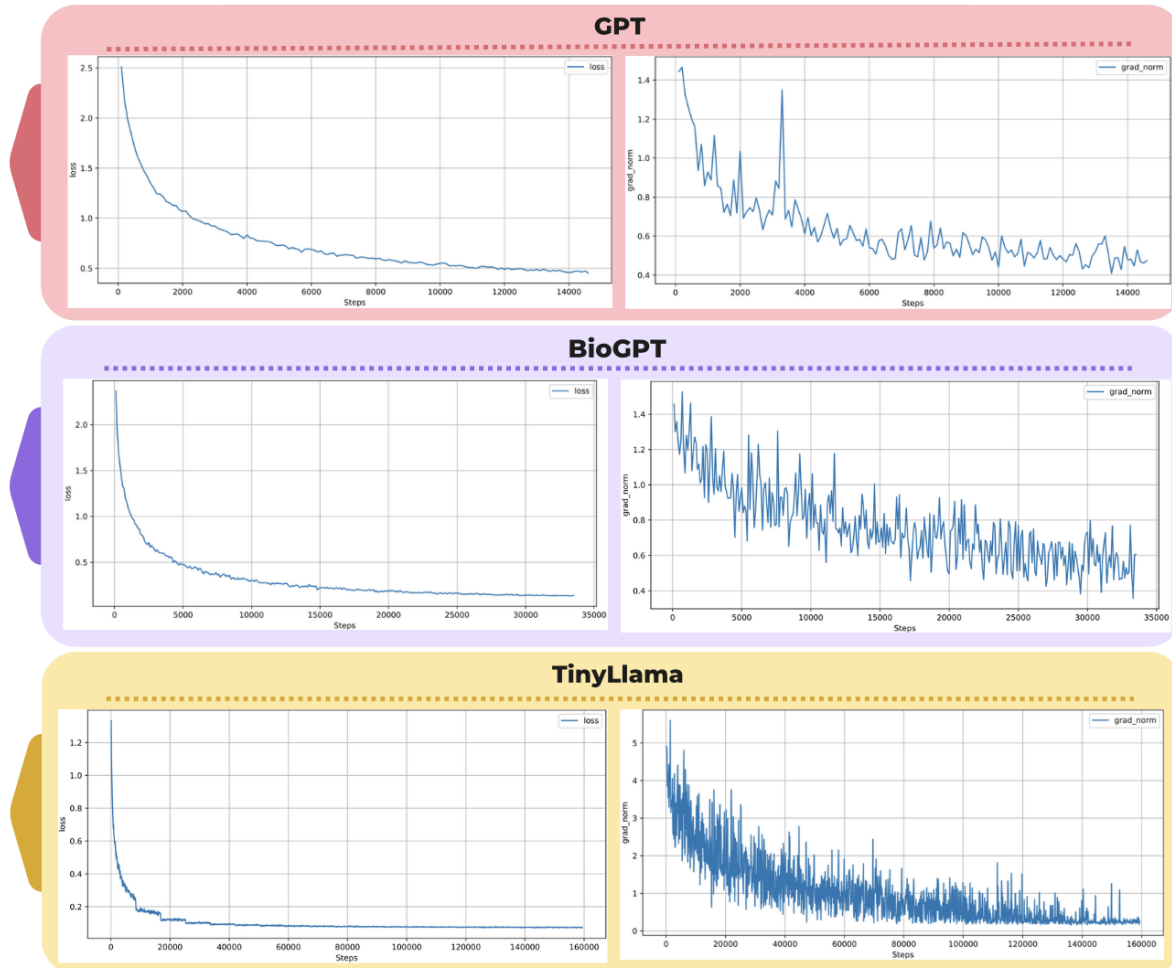 GPT
loss
2.5
2.0
1.5
1.0
0.5
loss
0 2000 4000 6000 8000 10000 12000 14000
Steps
grad_norm
1.4
1.2
1.0
0.8
0.6
0.4
grad_norm
0 2000 4000 6000 8000 10000 12000 14000
Steps
BioGPT
loss
2.0
1.5
1.0
0.5
loss
0 5000 10000 15000 20000 25000 30000 35000
Steps
grad_norm
1.4
1.2
1.0
0.8
0.6
0.4
grad_norm
0 5000 10000 15000 20000 25000 30000 35000
Steps
TinyLlama
loss
1.2
1.0
0.8
0.6
0.4
0.2
loss
0 20000 40000 60000 80000 100000 120000 140000 160000
Steps
grad_norm
5
4
3
2
1
0
grad_norm
0 20000 40000 60000 80000 100000 120000 140000 160000
Steps